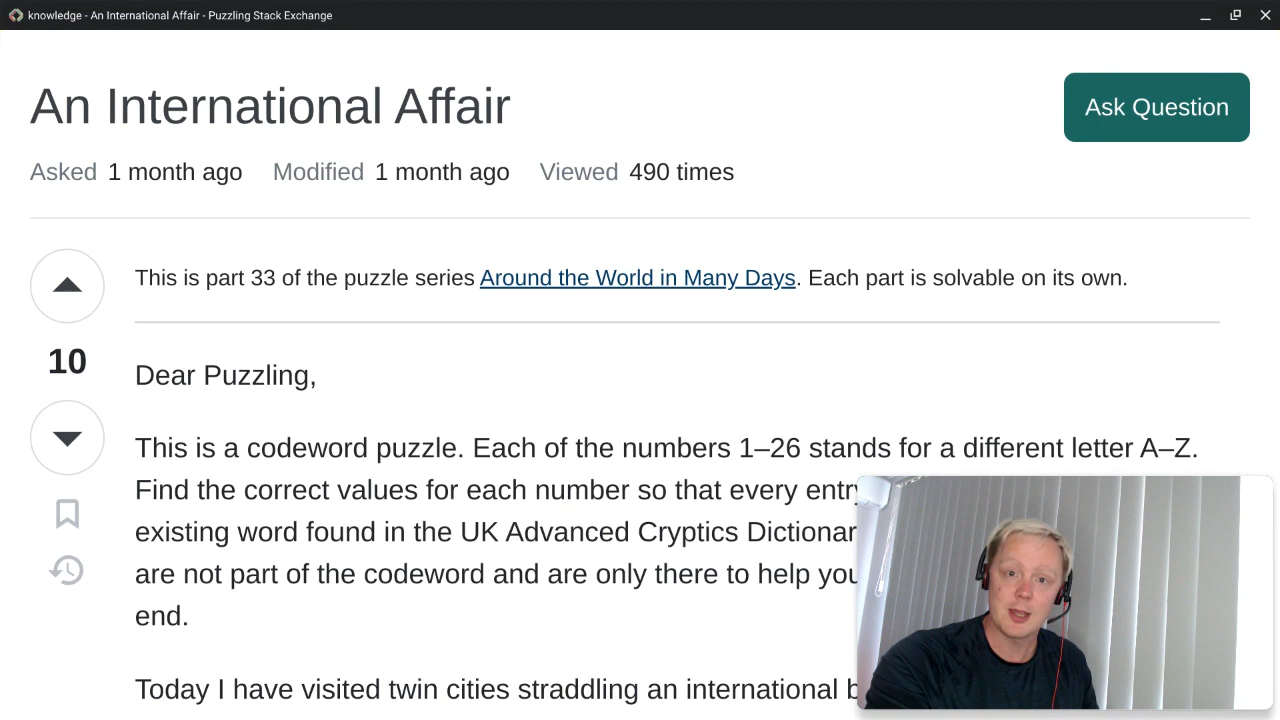 knowledge - An International Affair - Puzzling Stack Exchange
An International Affair
Ask Question
Asked 1 month ago Modified 1 month ago Viewed 490 times
This is part 33 of the puzzle series Around the World in Many Days. Each part is solvable on its own.
10
Dear Puzzling,
This is a codeword puzzle. Each of the numbers 1–26 stands for a different letter A–Z.
Find the correct values for each number so that every entry
existing word found in the UK Advanced Cryptics
are not part of the codeword and are only there to help
end.
Today I have visited twin cities straddling an international